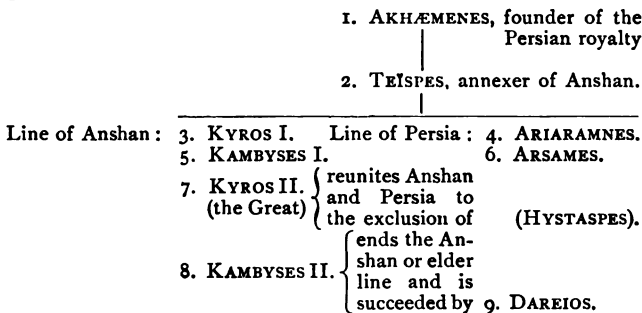 1. AKHÆMENES, founder of the
Persian royalty
2. TEÏSPES, annexer of Anshan.
Line of Anshan: 3. KYROS I. Line of Persia: 4. ARIARAMNES.
5. KAMBYSES I. 6. ARSAMES.
7. KYROS II. (the Great) { reunites Anshan
and Persia to
the exclusion of (HYSTASPES).
8. KAMBYSES II. { ends the An-
shan or elder
line and is
succeeded by 9. DAREIOS.